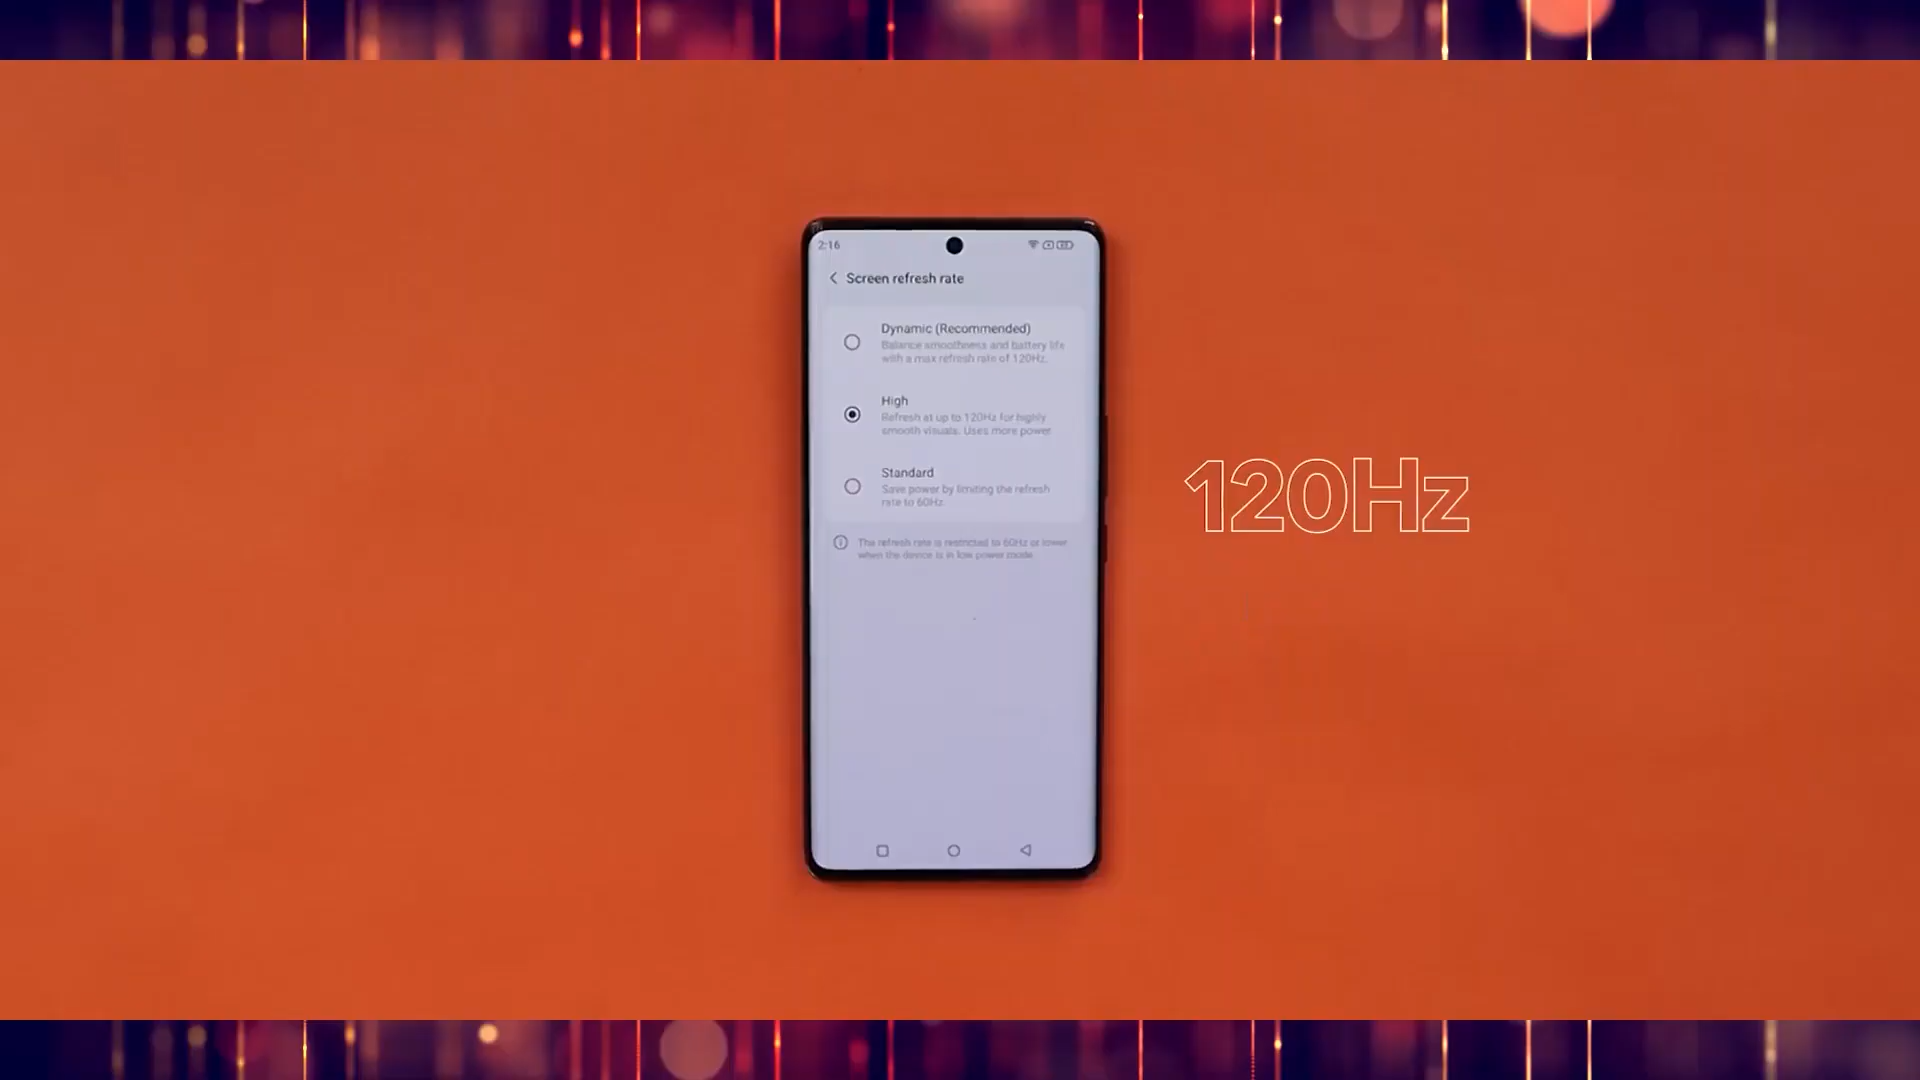 2:16
Screen refresh rate
Dynamic (Recommended)
Balance smoothness and battery life
with a max refresh rate of 120Hz.
High
Refresh at up to 120Hz for highly
smooth visuals. Uses more power
Standard
Save power by limiting the refresh
rate to 60Hz.
The refresh rate is restricted to 60Hz or lower
when the device is in low power mode.
120Hz